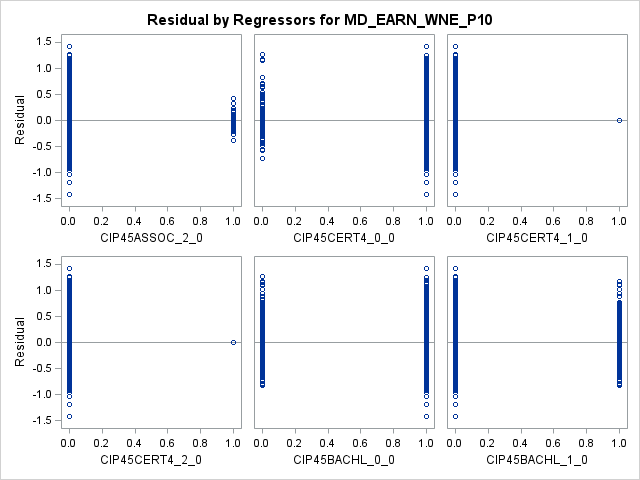 Residual by Regressors for MD_EARN_WNE_P10
1.5
1.0
0.5
0.0
-0.5
-1.0
-1.5
Residual
0.0 0.2 0.4 0.6 0.8 1.0
CIP45ASSOC_2_0
0.0 0.2 0.4 0.6 0.8 1.0
CIP45CERT4_0_0
0.0 0.2 0.4 0.6 0.8 1.0
CIP45CERT4_1_0
1.5
1.0
0.5
0.0
-0.5
-1.0
-1.5
Residual
0.0 0.2 0.4 0.6 0.8 1.0
CIP45CERT4_2_0
0.0 0.2 0.4 0.6 0.8 1.0
CIP45BACHL_0_0
0.0 0.2 0.4 0.6 0.8 1.0
CIP45BACHL_1_0